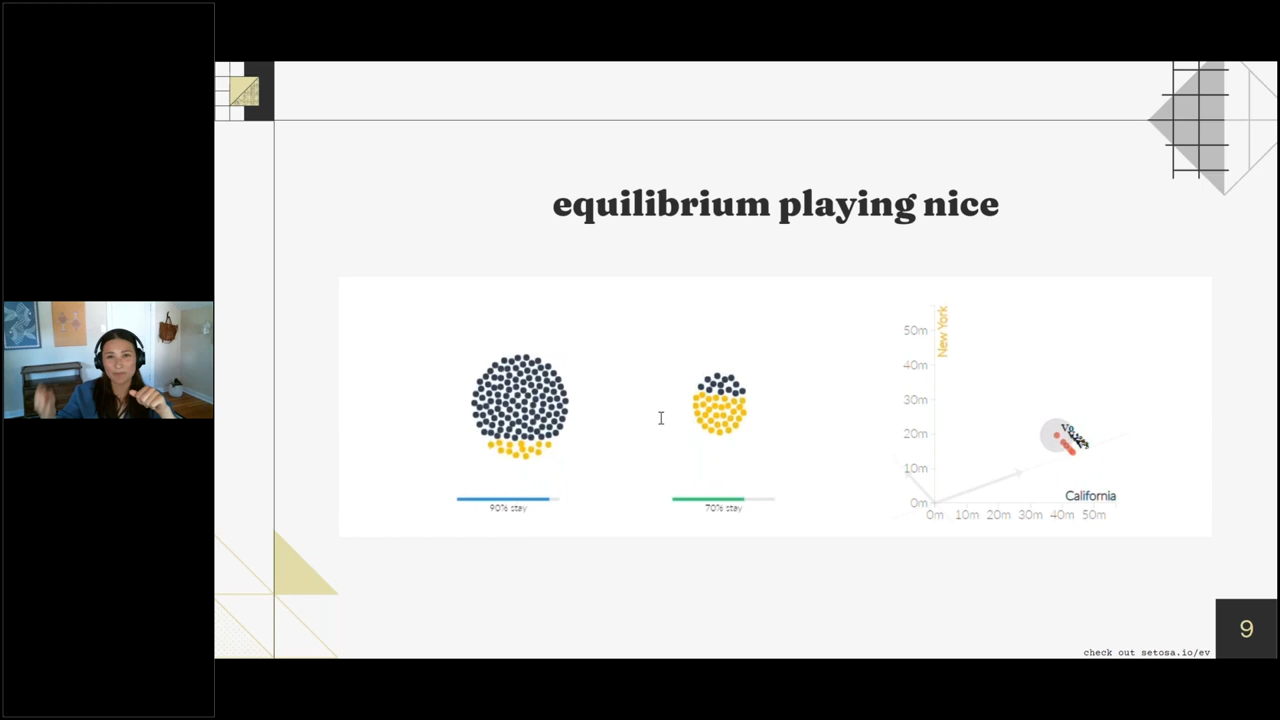 equilibrium playing nice
90% stay
70% stay
New York
50m
40m
30m
20m
10m
0m
0m 10m 20m 30m 40m 50m
California
9
check out setosa.io/ev